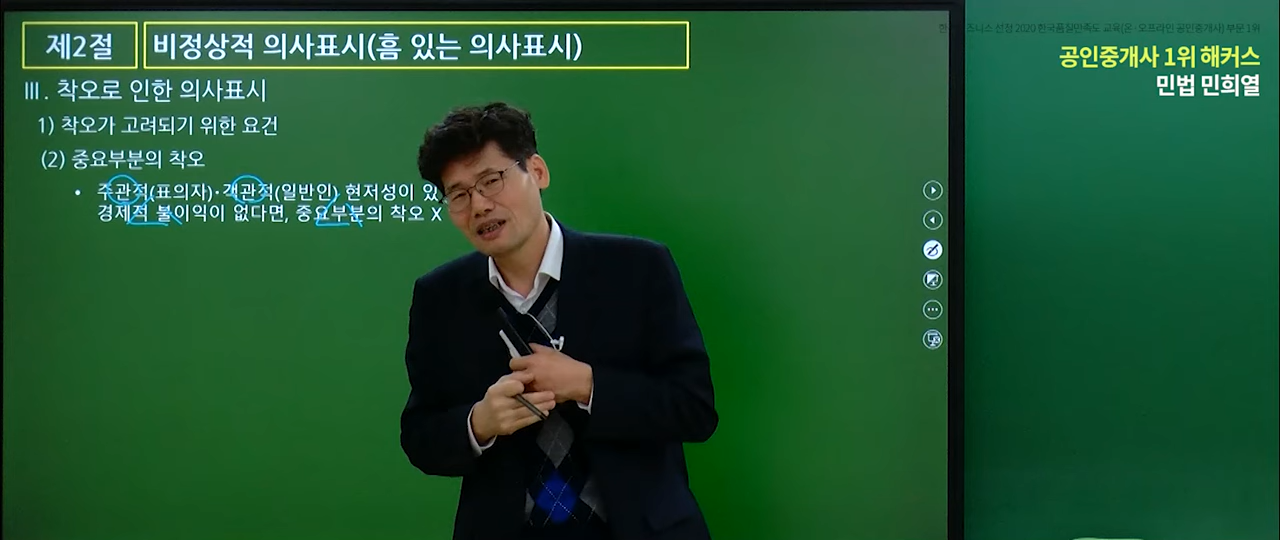 제2절 비정상적 의사표시(흠 있는 의사표시)
공인중개사 1위 해커스
민법 민희열
Ⅲ. 착오로 인한 의사표시
1) 착오가 고려되기 위한 요건
(2) 중요부분의 착오
• 주관적(표의자)·객관적(일반인) 현저성이 있
경제적 불이익이 없다면, 중요부분의 착오 X